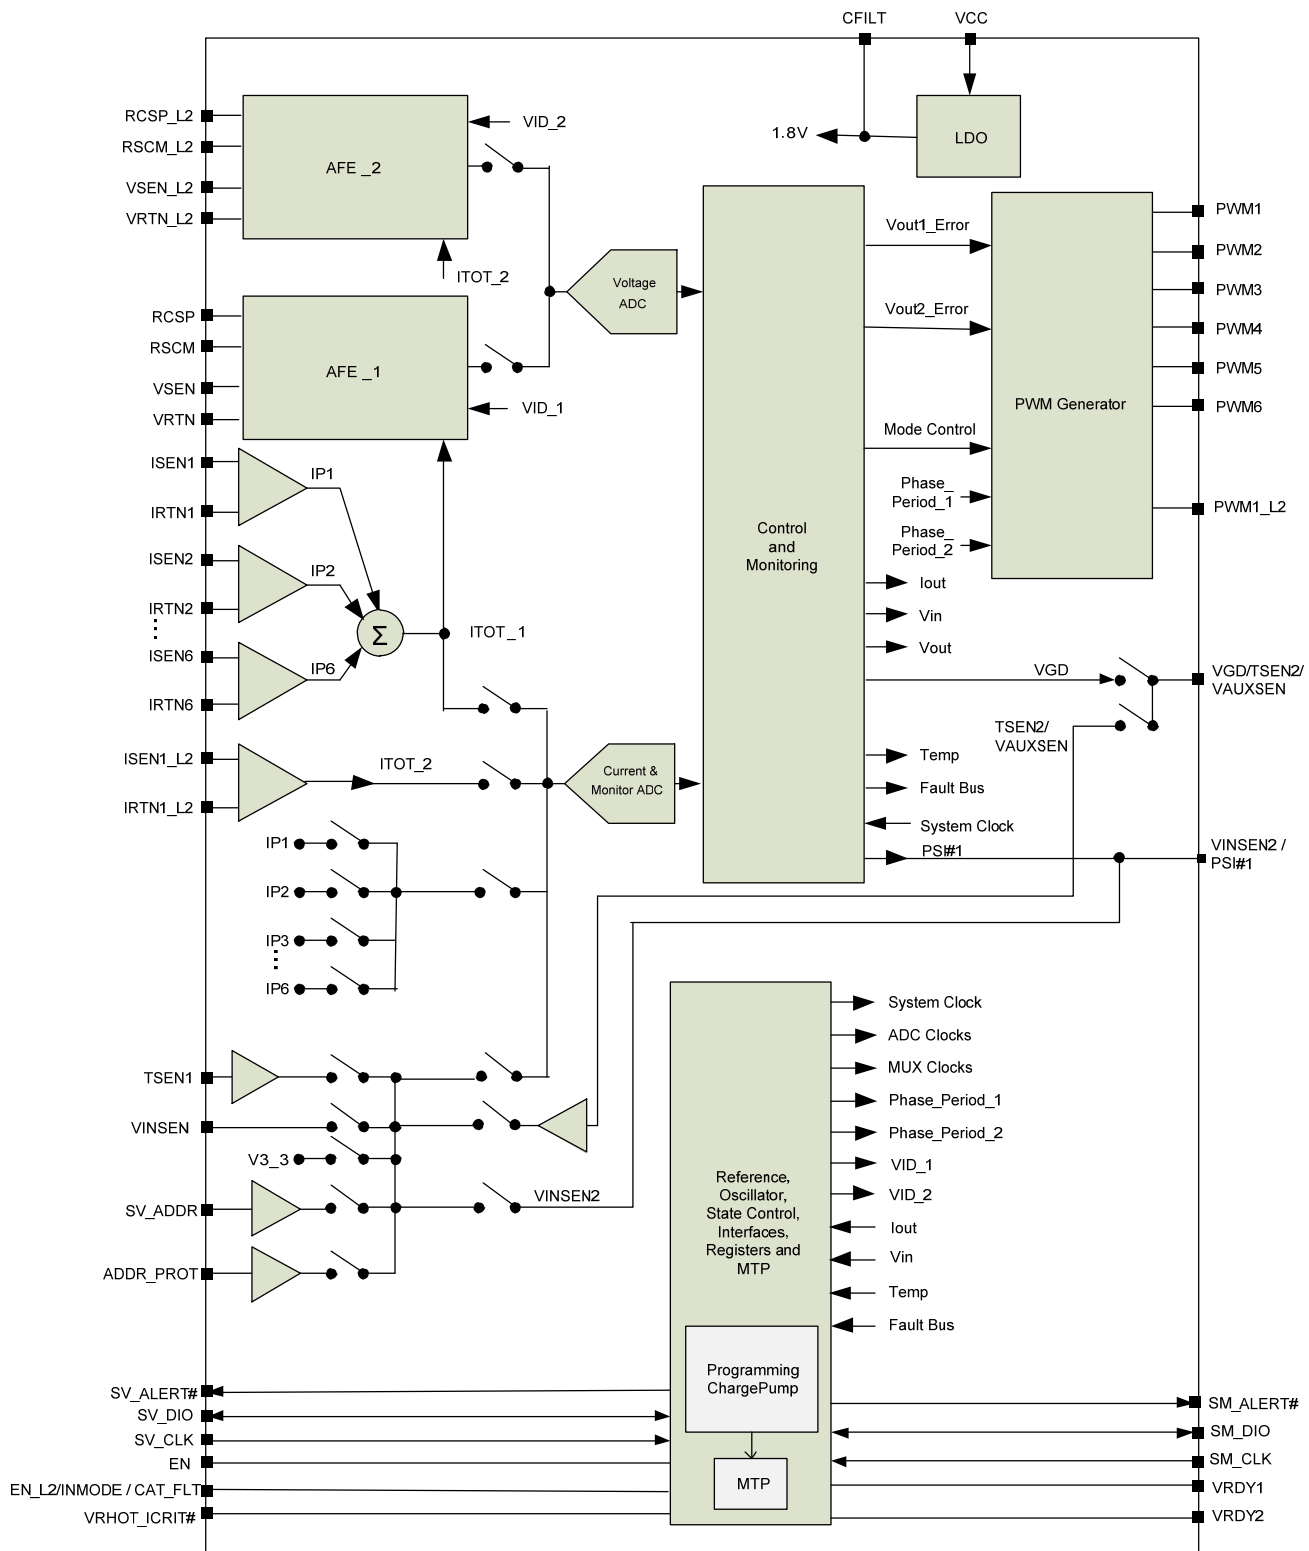 CFILT
VCC
RCSP_L2
RSCM_L2
VSEN_L2
VRTN_L2
AFE _2
VID_2
ITOT_2
1.8V
LDO
RCSP
RSCM
VSEN
VRTN
AFE _1
VID_1
Voltage
ADC
Control
and
Monitoring
Vout1_Error
Vout2_Error
Mode Control
Phase_
Period_1
Phase_
Period_2
PWM Generator
PWM1
PWM2
PWM3
PWM4
PWM5
PWM6
PWM1_L2
ISEN1
IRTN1
IP1
ISEN2
IRTN2
IP2
ISEN6
IRTN6
IP6
Σ
ITOT_1
ISEN1_L2
IRTN1_L2
ITOT_2
Current &
Monitor ADC
Iout
Vin
Vout
VGD
TSEN2/
VAUXSEN
VGD/TSEN2/
VAUXSEN
Temp
Fault Bus
System Clock
PSI#1
VINSEN2 /
PSI#1
IP1
IP2
IP3
IP6
TSEN1
VINSEN
V3_3
SV_ADDR
ADDR_PROT
VINSEN2
Reference,
Oscillator,
State Control,
Interfaces,
Registers and
MTP
System Clock
ADC Clocks
MUX Clocks
Phase_Period_1
Phase_Period_2
VID_1
VID_2
Iout
Vin
Temp
Fault Bus
Programming
ChargePump
MTP
SV_ALERT#
SV_DIO
SV_CLK
EN
EN_L2/INMODE / CAT_FLT
VRHOT_ICRIT#
SM_ALERT#
SM_DIO
SM_CLK
VRDY1
VRDY2